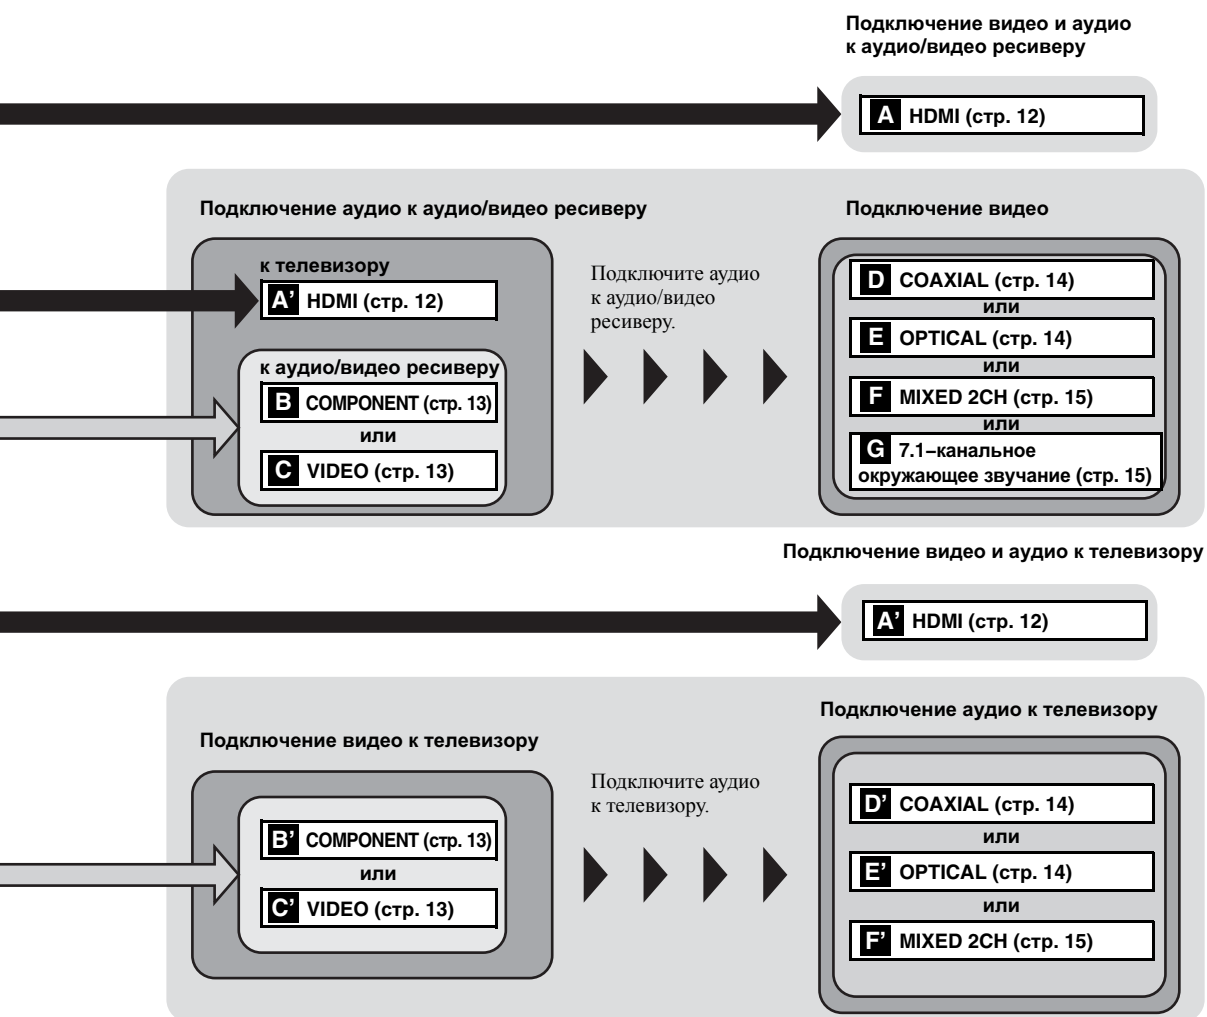 Подключение видео и аудио
к аудио/видео ресиверу
A HDMI (стр. 12)
Подключение аудио к аудио/видео ресиверу
к телевизору
A’ HDMI (стр. 12)
к аудио/видео ресиверу
B COMPONENT (стр. 13)
или
C VIDEO (стр. 13)
Подключите аудио
к аудио/видео
ресиверу.
Подключение видео
D COAXIAL (стр. 14)
или
E OPTICAL (стр. 14)
или
F MIXED 2CH (стр. 15)
или
G 7.1–канальное
окружающее звучание (стр. 15)
Подключение видео и аудио к телевизору
A’ HDMI (стр. 12)
Подключение видео к телевизору
B’ COMPONENT (стр. 13)
или
C’ VIDEO (стр. 13)
Подключите аудио
к телевизору.
Подключение аудио к телевизору
D’ COAXIAL (стр. 14)
или
E’ OPTICAL (стр. 14)
или
F’ MIXED 2CH (стр. 15)